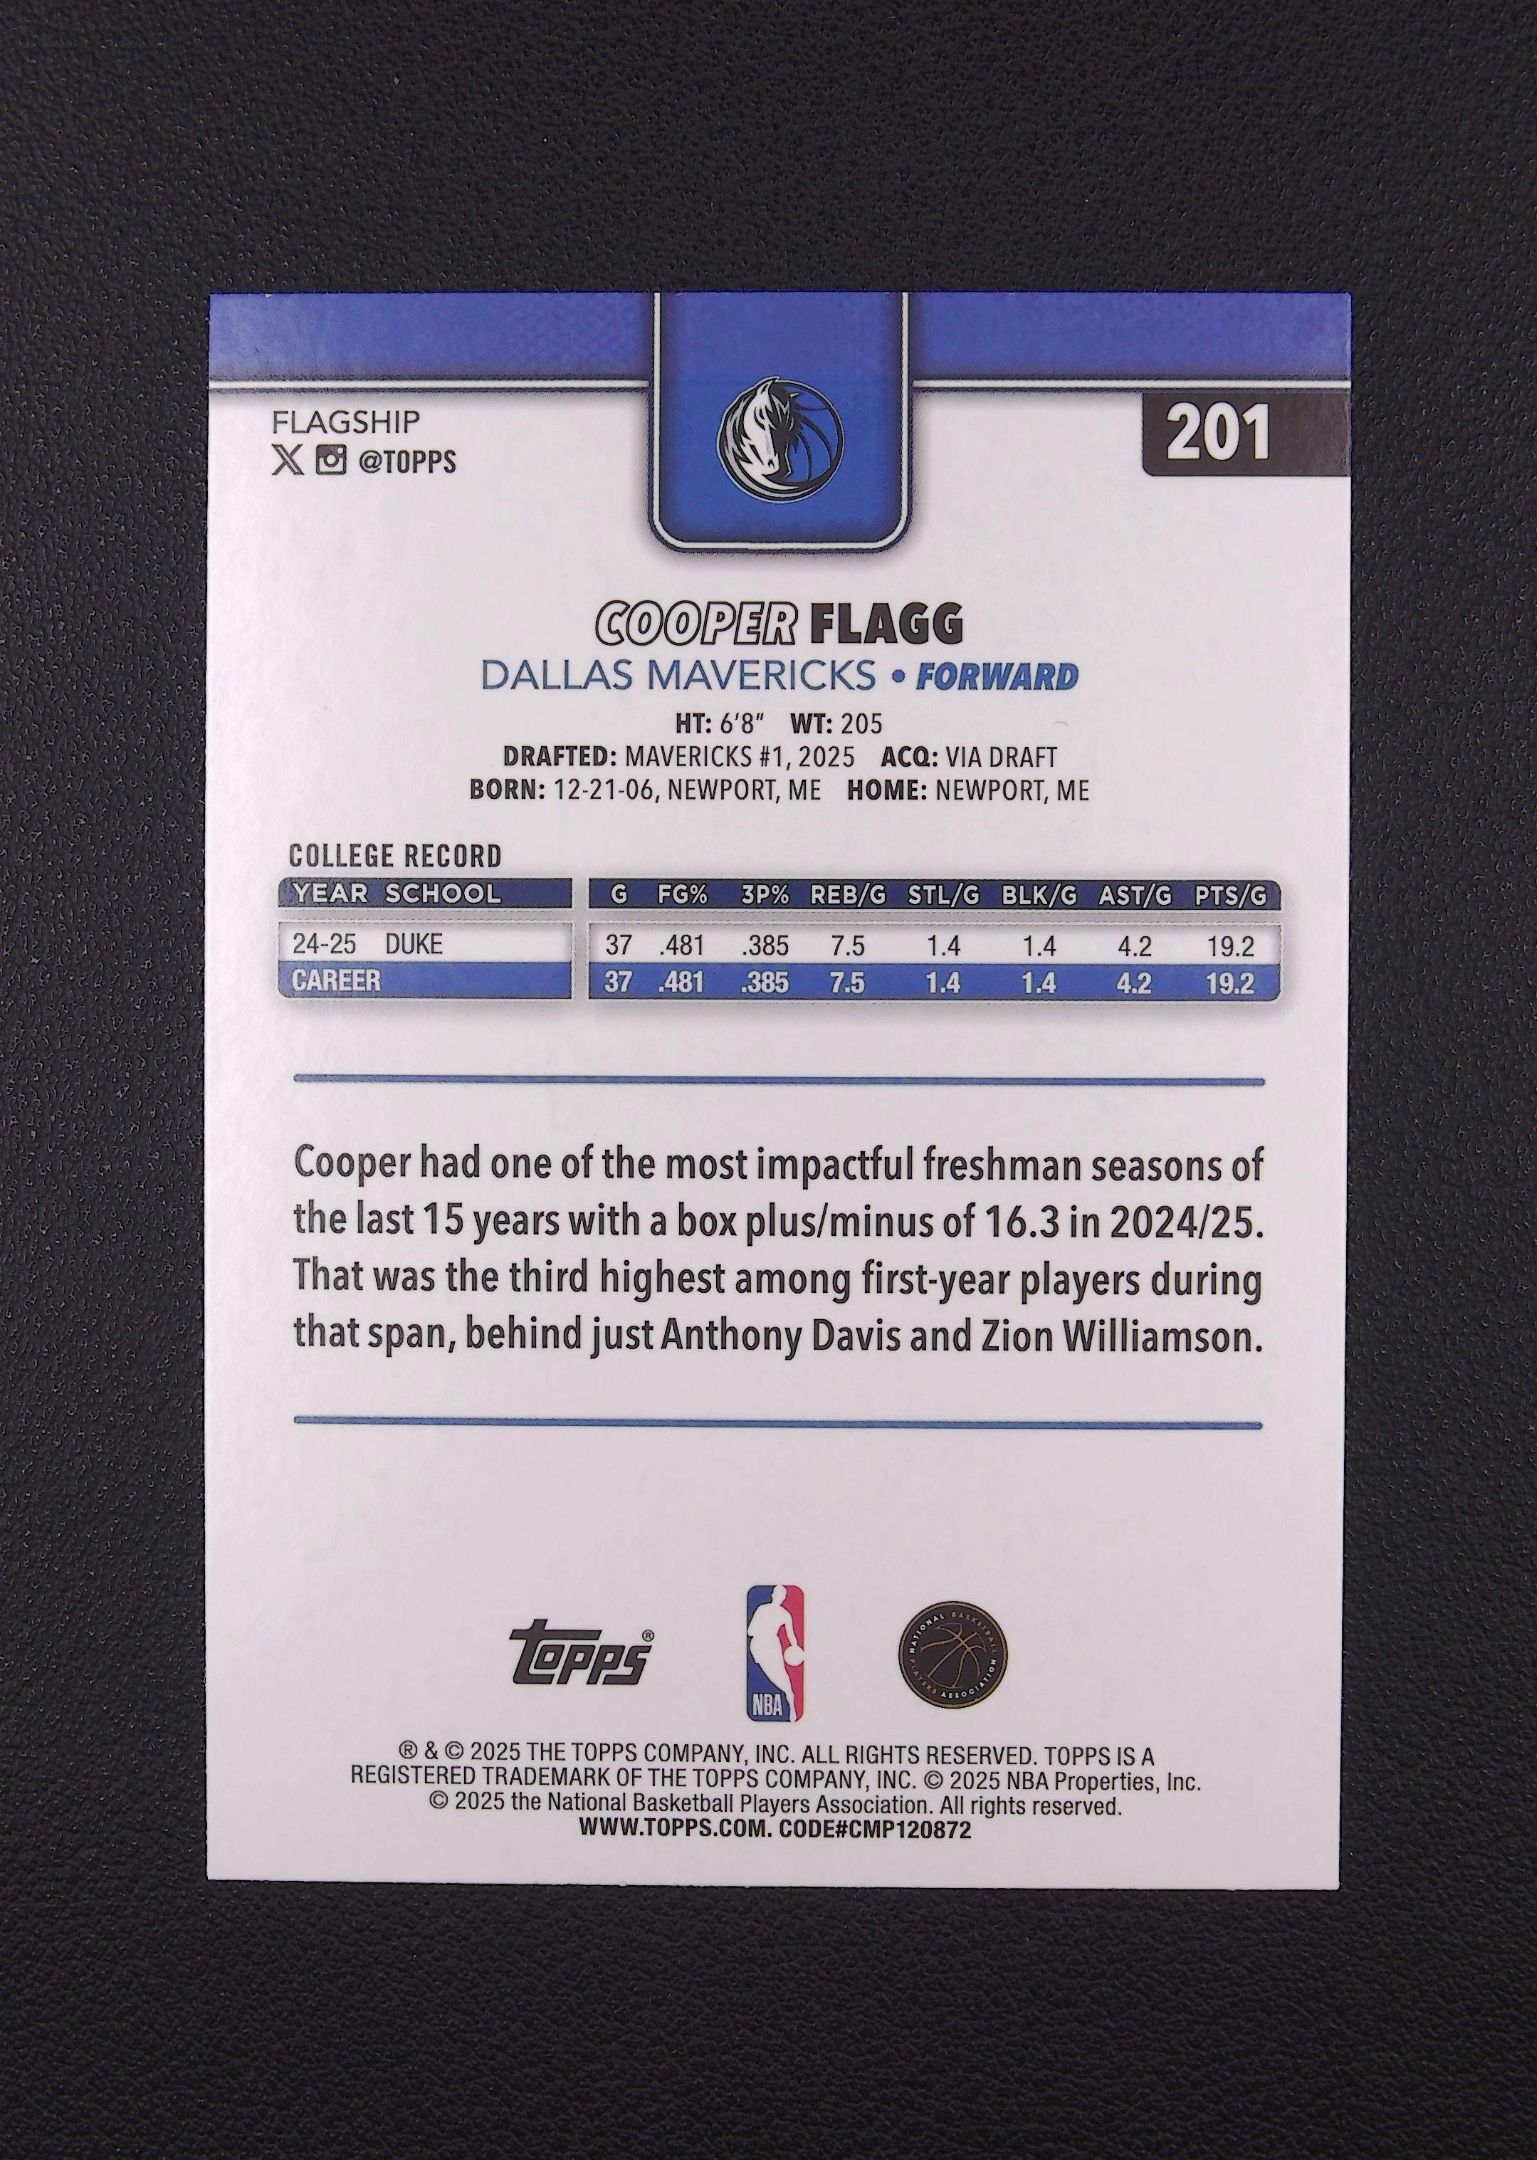 FLAGSHIP
@TOPPS
201
COOPER FLAGG
DALLAS MAVERICKS • FORWARD
HT: 6'8" WT: 205
DRAFTED: MAVERICKS #1, 2025 ACQ: VIA DRAFT
BORN: 12-21-06, NEWPORT, ME HOME: NEWPORT, ME
COLLEGE RECORD
YEAR SCHOOL G FG% 3P% REB/G STL/G BLK/G AST/G PTS/G
24-25 DUKE 37 .481 .385 7.5 1.4 1.4 4.2 19.2
CAREER 37 .481 .385 7.5 1.4 1.4 4.2 19.2
Cooper had one of the most impactful freshman seasons of
the last 15 years with a box plus/minus of 16.3 in 2024/25.
That was the third highest among first-year players during
that span, behind just Anthony Davis and Zion Williamson.
Topps®
NBA
NATIONAL BASKETBALL PLAYERS ASSOCIATION
® & © 2025 THE TOPPS COMPANY, INC. ALL RIGHTS RESERVED. TOPPS IS A
REGISTERED TRADEMARK OF THE TOPPS COMPANY, INC. © 2025 NBA Properties, Inc.
© 2025 the National Basketball Players Association. All rights reserved.
WWW.TOPPS.COM. CODE#CMP120872